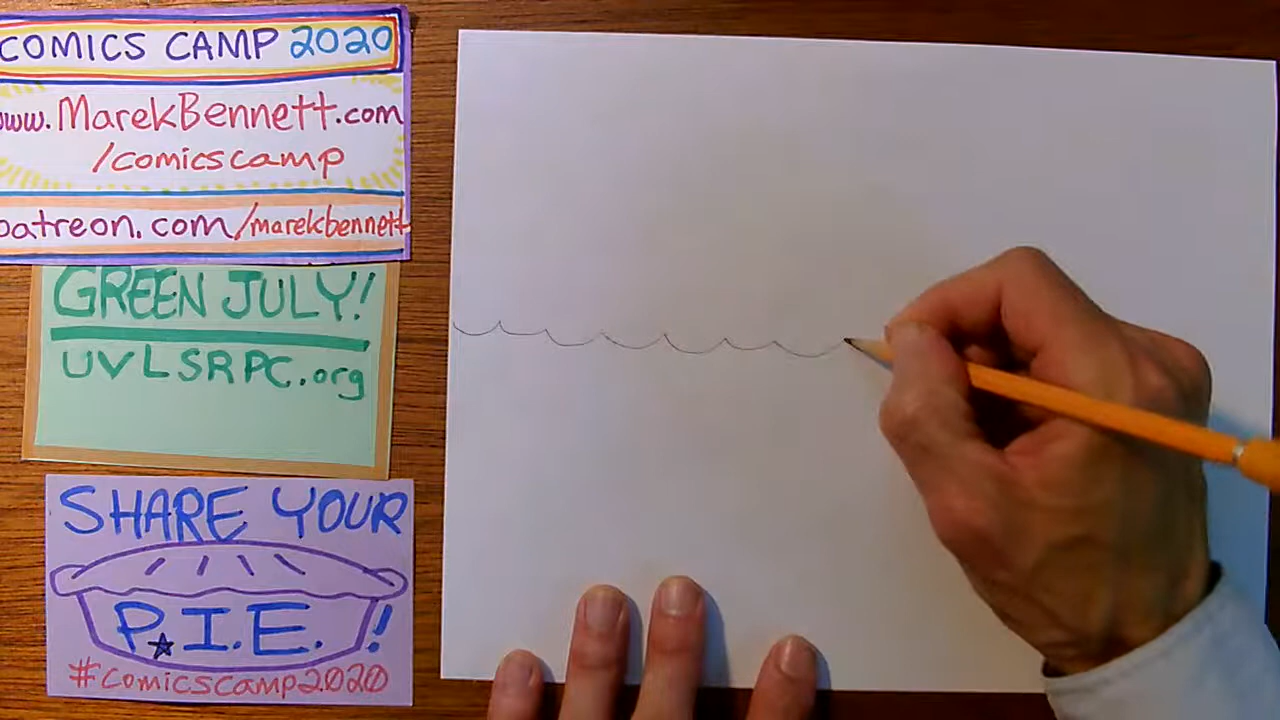 COMICS CAMP 2020
www.MarekBennett.com
/comicscamp
patreon.com/marekbennett
GREEN JULY!
UVLSRPC.org
SHARE YOUR
P.I.E.!
#comicscamp2020